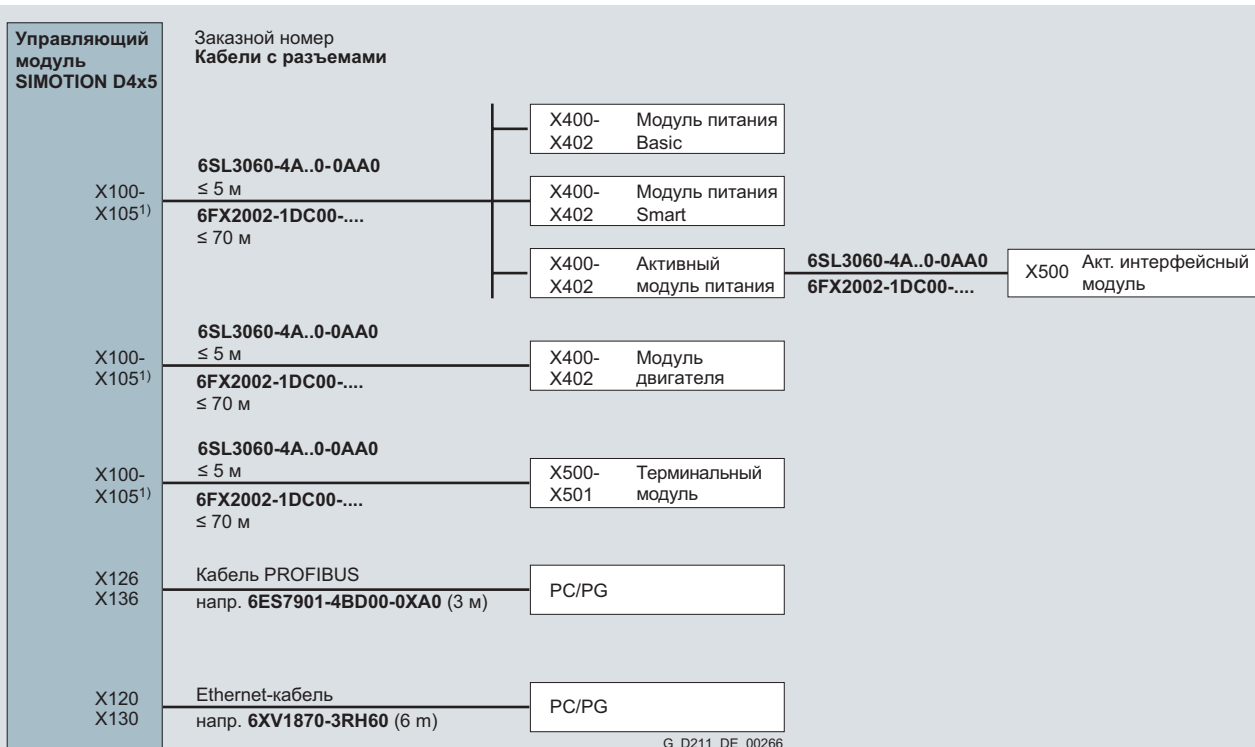 Управляющий
модуль
SIMOTION D4x5
Заказной номер
Кабели с разъемами
X100-
X105¹⁾
6SL3060-4A..0-0AA0
≤ 5 м
6FX2002-1DC00-....
≤ 70 м
X400- Модуль питания
X402 Basic
X400- Модуль питания
X402 Smart
X400- Активный
X402 модуль питания
6SL3060-4A..0-0AA0
6FX2002-1DC00-....
X500 Акт. интерфейсный
модуль
X100-
X105¹⁾
6SL3060-4A..0-0AA0
≤ 5 м
6FX2002-1DC00-....
≤ 70 м
X400- Модуль
X402 двигателя
X100-
X105¹⁾
6SL3060-4A..0-0AA0
≤ 5 м
6FX2002-1DC00-....
≤ 70 м
X500- Терминальный
X501 модуль
X126
X136
Кабель PROFIBUS
напр. 6ES7901-4BD00-0XA0 (3 м)
PC/PG
X120
X130
Ethernet-кабель
напр. 6XV1870-3RH60 (6 m)
PC/PG
G_D211_DE_00266